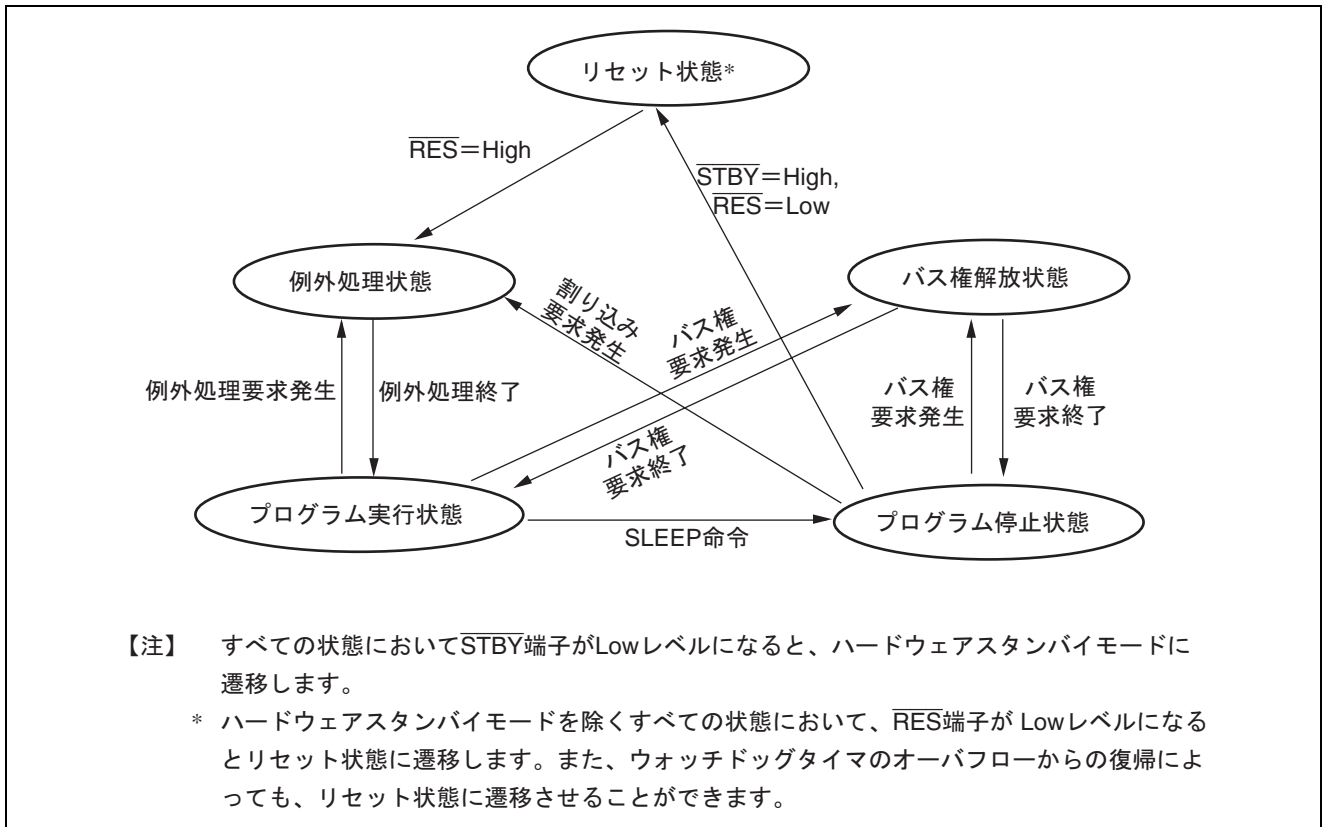 リセット状態*
R̅E̅S̅＝High
S̅T̅B̅Y̅＝High,
R̅E̅S̅＝Low
例外処理状態
バス権解放状態
割り込み
要求発生
バス権
要求発生
例外処理要求発生
例外処理終了
バス権
要求発生
バス権
要求終了
バス権
要求終了
プログラム実行状態
SLEEP命令
プログラム停止状態
【注】 すべての状態においてS̅T̅B̅Y̅端子がLowレベルになると、ハードウェアスタンバイモードに
遷移します。
* ハードウェアスタンバイモードを除くすべての状態において、R̅E̅S̅端子が Lowレベルになる
とリセット状態に遷移します。また、ウォッチドッグタイマのオーバフローからの復帰によ
っても、リセット状態に遷移させることができます。